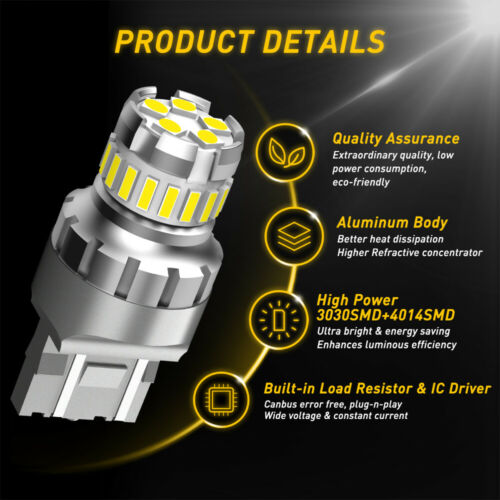 PRODUCT DETAILS
Quality Assurance
Extraordinary quality, low
power consumption,
eco-friendly
Aluminum Body
Better heat dissipation
Higher Refractive concentrator
High Power
3030SMD+4014SMD
Ultra bright & energy saving
Enhances luminous efficiency
Built-in Load Resistor & IC Driver
Canbus error free, plug-n-play
Wide voltage & constant current